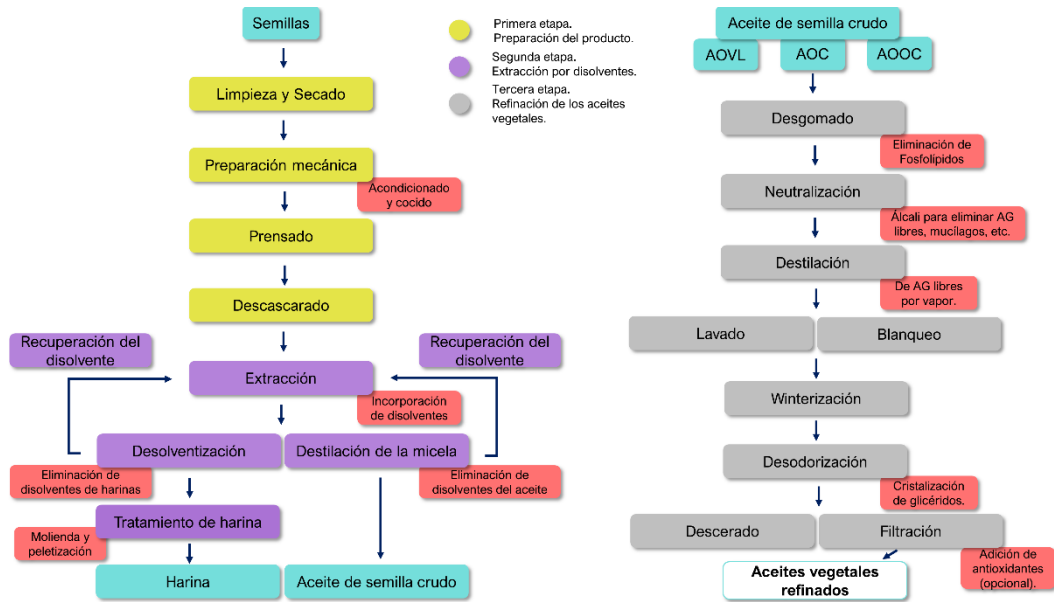 Semillas
Limpieza y Secado
Preparación mecánica
Acondicionado
y cocido
Prensado
Descascarado
Recuperación del
disolvente
Recuperación del
disolvente
Extracción
Incorporación
de disolventes
Desolventización
Destilación de la micela
Eliminación de
disolventes de harinas
Eliminación de
disolventes del aceite
Tratamiento de harina
Molienda y
peletización
Harina
Aceite de semilla crudo
Primera etapa.
Preparación del producto.
Segunda etapa.
Extracción por disolventes.
Tercera etapa.
Refinación de los aceites
vegetales.
Aceite de semilla crudo
AOVL
AOC
AOOC
Desgomado
Eliminación de
Fosfolipidos
Neutralización
Álcali para eliminar AG
libres, mucílagos, etc.
Destilación
De AG libres
por vapor.
Lavado
Blanqueo
Winterización
Desodorización
Cristalización
de glicéridos.
Descerado
Filtración
Adición de
antioxidantes
(opcional).
Aceites vegetales
refinados